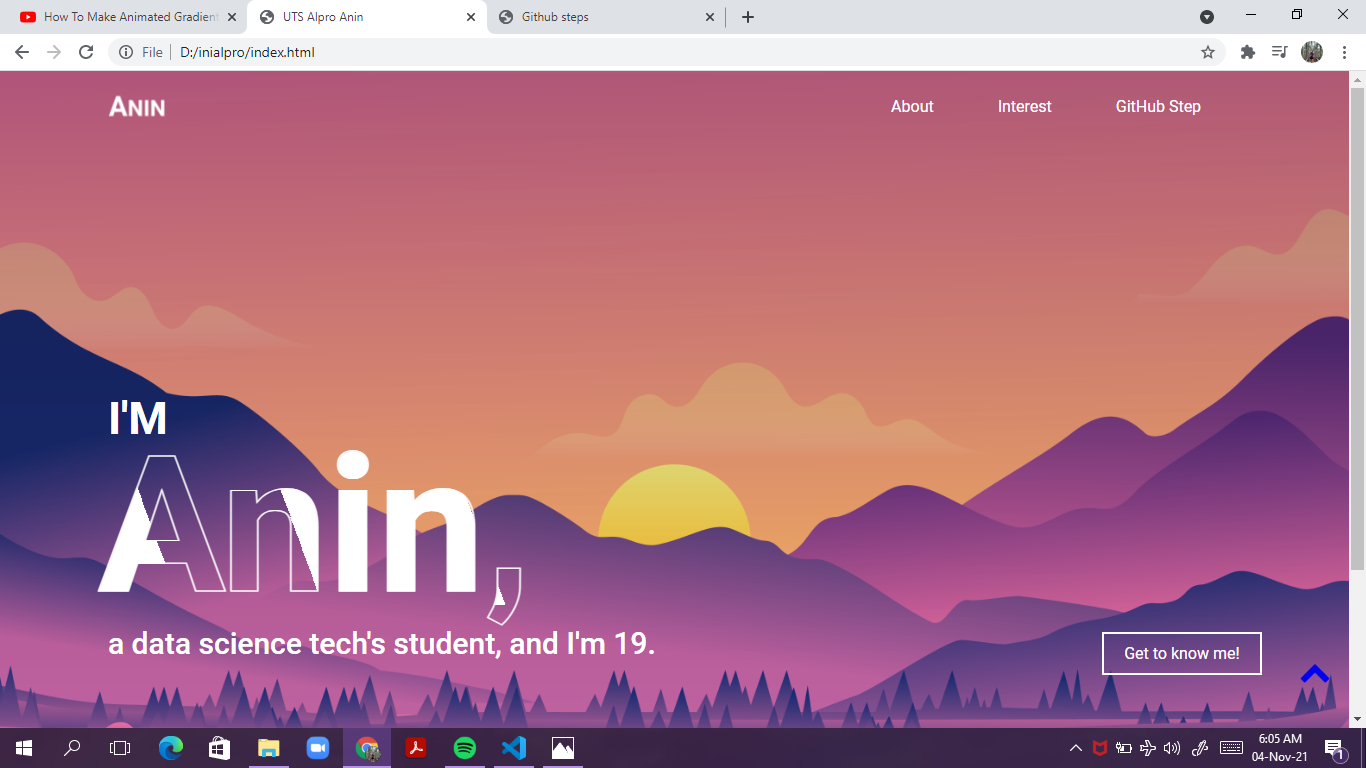 How To Make Animated Gradient
UTS Alpro Anin
Github steps
File
D:/inialpro/index.html
ANIN
About
Interest
GitHub Step
I'M
Anin,
a data science tech's student, and I'm 19.
Get to know me!
6:05 AM
04-Nov-21
1